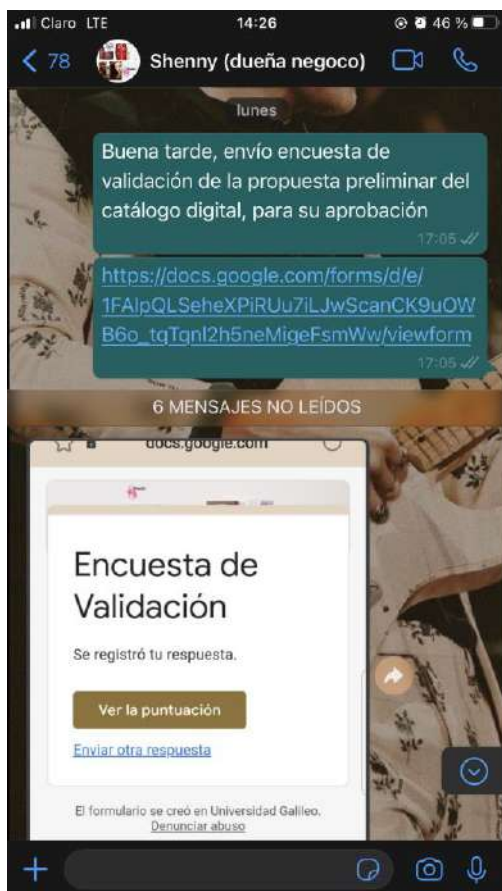 Claro LTE
14:26
46 %
78
Shenny (dueña negoco)
lunes
Buena tarde, envío encuesta de
validación de la propuesta preliminar del
catálogo digital, para su aprobación
17:05
https://docs.google.com/forms/d/e/
1FAIpQLSeheXPiRUu7iLJwScanCK9uOW
B6o_tqTqnl2h5neMigeFsmWw/viewform
17:05
6 MENSAJES NO LEÍDOS
docs.google.com
Encuesta de
Validación
Se registró tu respuesta.
Ver la puntuación
Enviar otra respuesta
El formulario se creó en Universidad Galileo.
Denunciar abuso